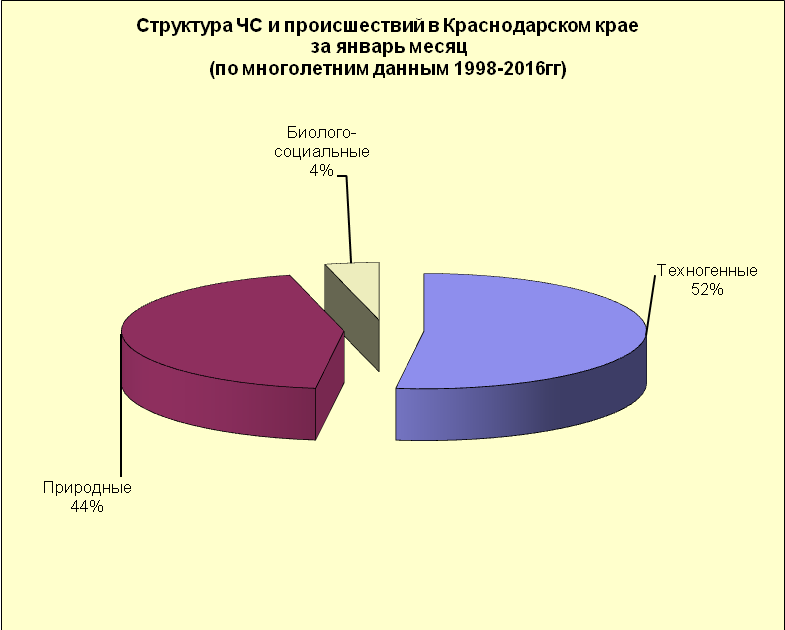 Структура ЧС и происшествий в Краснодарском крае
за январь месяц
(по многолетним данным 1998-2016гг)
Биолого-
социальные
4%
Техногенные
52%
Природные
44%